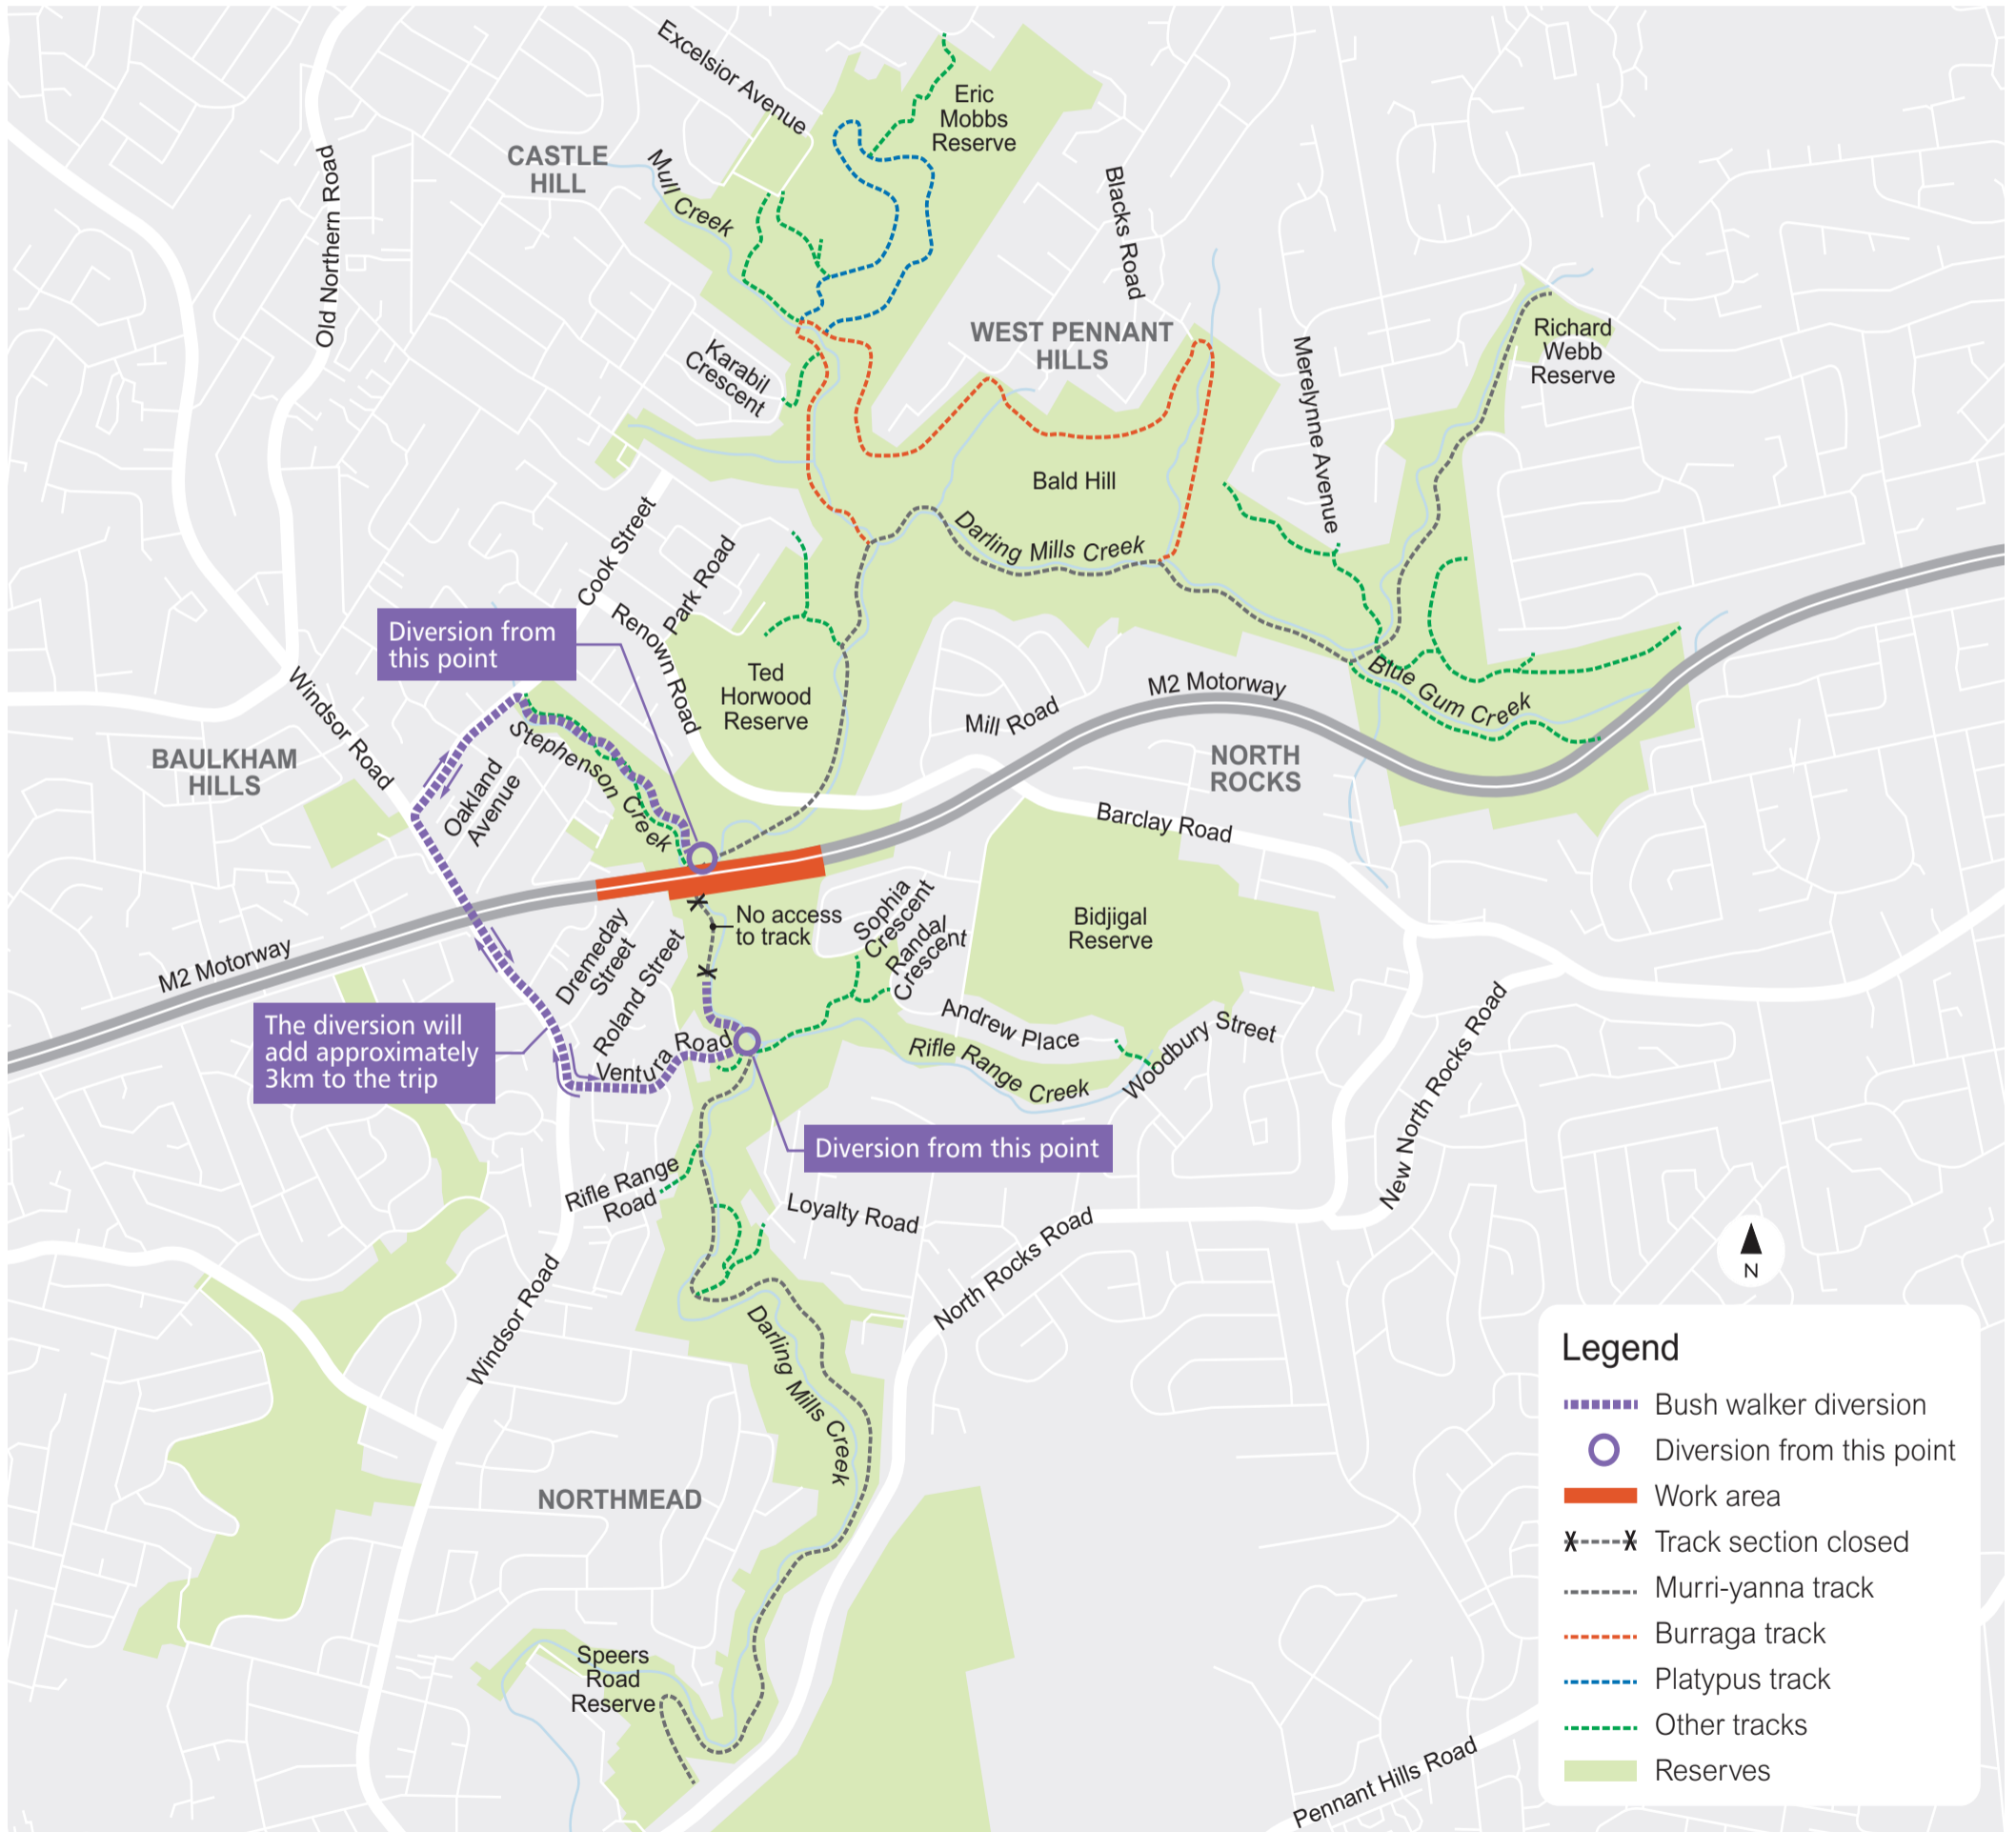 Excelsior Avenue
Eric
Mobbs
Reserve
CASTLE
HILL
Mull Creek
Old Northern Road
Blacks Road
WEST PENNANT
HILLS
Richard
Webb
Reserve
Karabil
Crescent
Merelynne Avenue
Bald Hill
Cook Street
Darling Mills Creek
Park Road
Renown Road
Diversion from
this point
Ted
Horwood
Reserve
Windsor Road
Blue Gum Creek
M2 Motorway
Mill Road
Stephenson Creek
BAULKHAM
HILLS
NORTH
ROCKS
Oakland
Avenue
Barclay Road
Sophia
Crescent
No access
to track
Randal
Crescent
Bidjigal
Reserve
Dremeday
Street
Roland Street
M2 Motorway
The diversion will
add approximately
3km to the trip
Andrew Place
Ventura Road
Rifle Range Creek
Woodbury Street
New North Rocks Road
Diversion from this point
Rifle Range
Road
Loyalty Road
North Rocks Road
N
Windsor Road
Darling Mills Creek
NORTHMEAD
Speers
Road
Reserve
Pennant Hills Road
Legend
Bush walker diversion
Diversion from this point
Work area
Track section closed
Murri-yanna track
Burraga track
Platypus track
Other tracks
Reserves